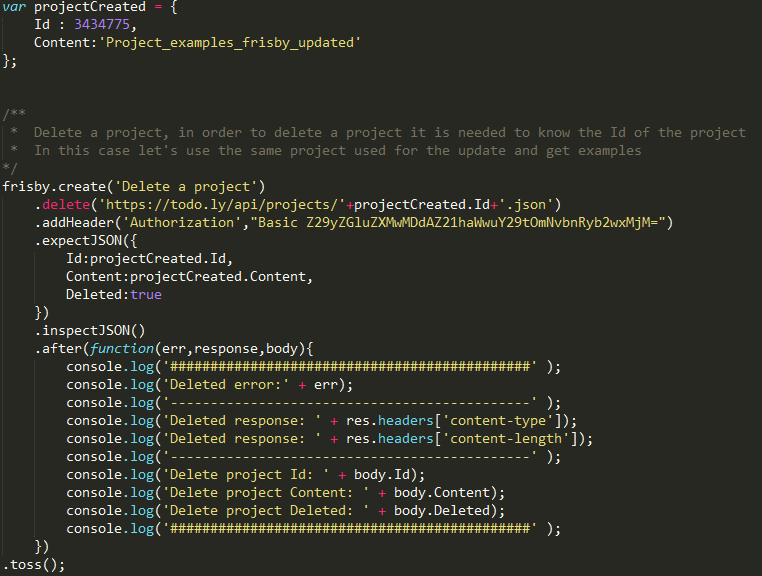 var projectCreated = {
    Id : 3434775,
    Content:'Project_examples_frisby_updated'
};
/**
 *  Delete a project, in order to delete a project it is needed to know the Id of the project
 *  In this case let's use the same project used for the update and get examples
*/
frisby.create('Delete a project')
    .delete('https://todo.ly/api/projects/'+projectCreated.Id+'.json')
    .addHeader('Authorization',"Basic Z29yZGluZXMwMDdAZ21haWwuY29tOmNvbnRyb2wxMjM=")
    .expectJSON({
        Id:projectCreated.Id,
        Content:projectCreated.Content,
        Deleted:true
    })
    .inspectJSON()
    .after(function(err,response,body){
        console.log('#############################################' );
        console.log('Deleted error:' + err);
        console.log('---------------------------------------------' );
        console.log('Deleted response: ' + res.headers['content-type']);
        console.log('Deleted response: ' + res.headers['content-length']);
        console.log('---------------------------------------------' );
        console.log('Delete project Id: ' + body.Id);
        console.log('Delete project Content: ' + body.Content);
        console.log('Delete project Deleted: ' + body.Deleted);
        console.log('#############################################' );
    })
.toss();